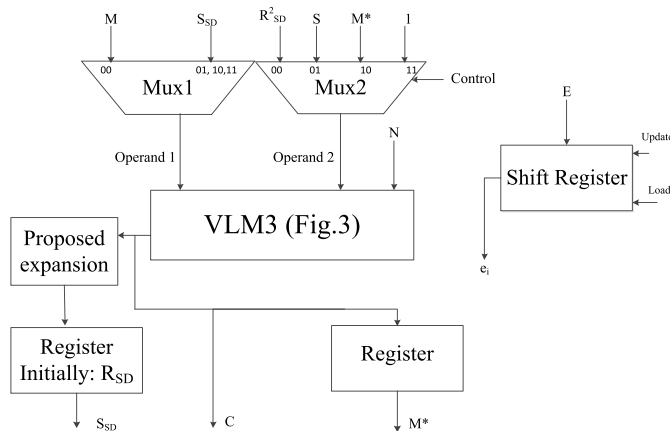 M
S_SD
R²_SD
S
M*
1
00
01, 10,11
00
01
10
11
Mux1
Mux2
Control
E
Operand 1
Operand 2
N
Update
Shift Register
Load
VLM3 (Fig.3)
Proposed
expansion
e_i
Register
Initially: R_SD
Register
S_SD
C
M*